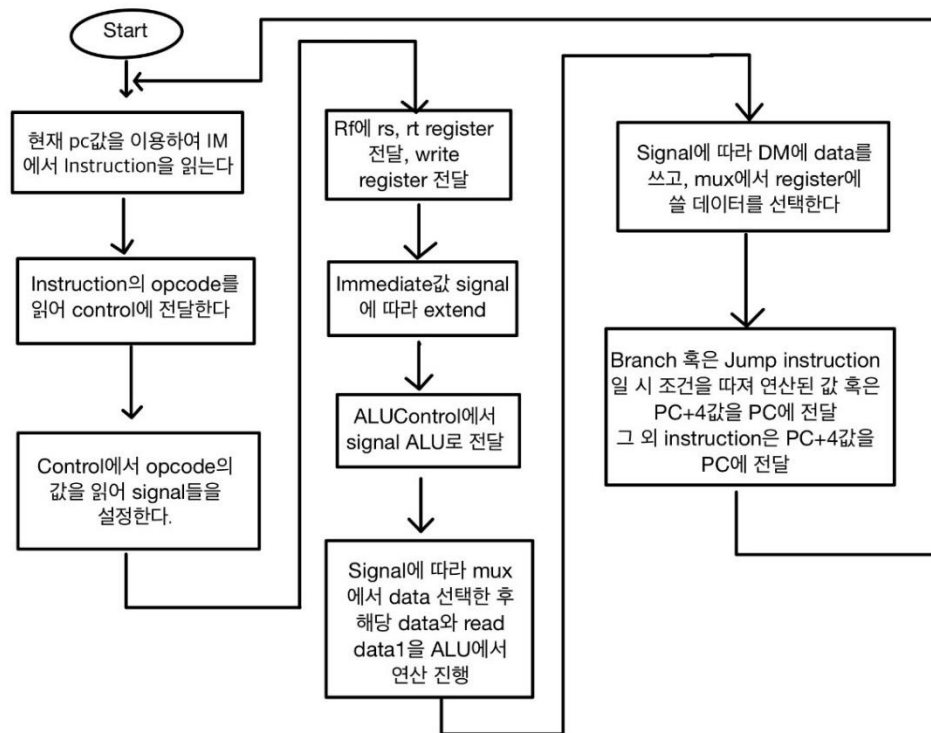 Start
현재 pc값을 이용하여 IM
에서 Instruction을 읽는다
Instruction의 opcode를
읽어 control에 전달한다
Control에서 opcode의
값을 읽어 signal들을
설정한다.
Rf에 rs, rt register
전달, write
register 전달
Immediate값 signal
에 따라 extend
ALUControl에서
signal ALU로 전달
Signal에 따라 mux
에서 data 선택한 후
해당 data와 read
data1을 ALU에서
연산 진행
Signal에 따라 DM에 data를
쓰고, mux에서 register에
쓸 데이터를 선택한다
Branch 혹은 Jump instruction
일 시 조건을 따져 연산된 값 혹은
PC+4값을 PC에 전달
그 외 instruction은 PC+4값을
PC에 전달